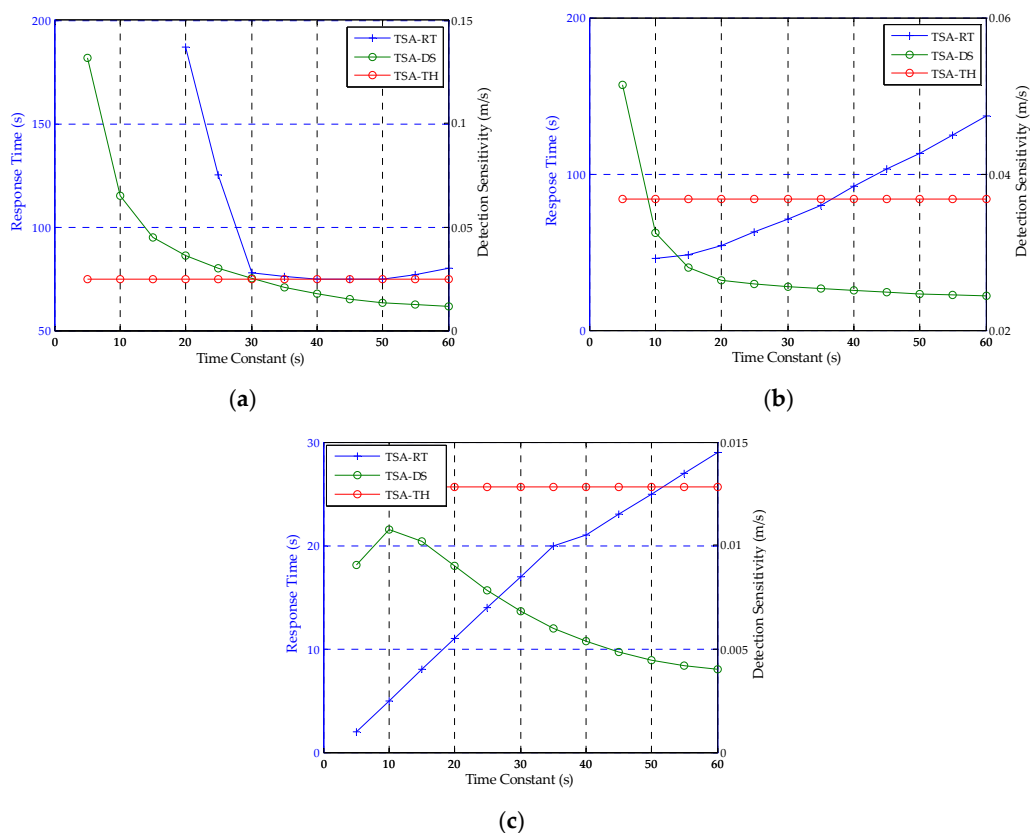 200
150
100
50
Response Time (s)
0.15
0.1
0.05
0
Detection Sensitivity (m/s)
TSA-RT
TSA-DS
TSA-TH
0 10 20 30 40 50 60
Time Constant (s)
(a)
200
100
0
Respose Time (s)
0.06
0.04
0.02
Detection Sensitivity (m/s)
TSA-RT
TSA-DS
TSA-TH
0 10 20 30 40 50 60
Time Constant (s)
(b)
30
20
10
0
Response Time (s)
0.015
0.01
0.005
0
Detection Sensitivity (m/s)
TSA-RT
TSA-DS
TSA-TH
0 10 20 30 40 50 60
Time Constant (s)
(c)